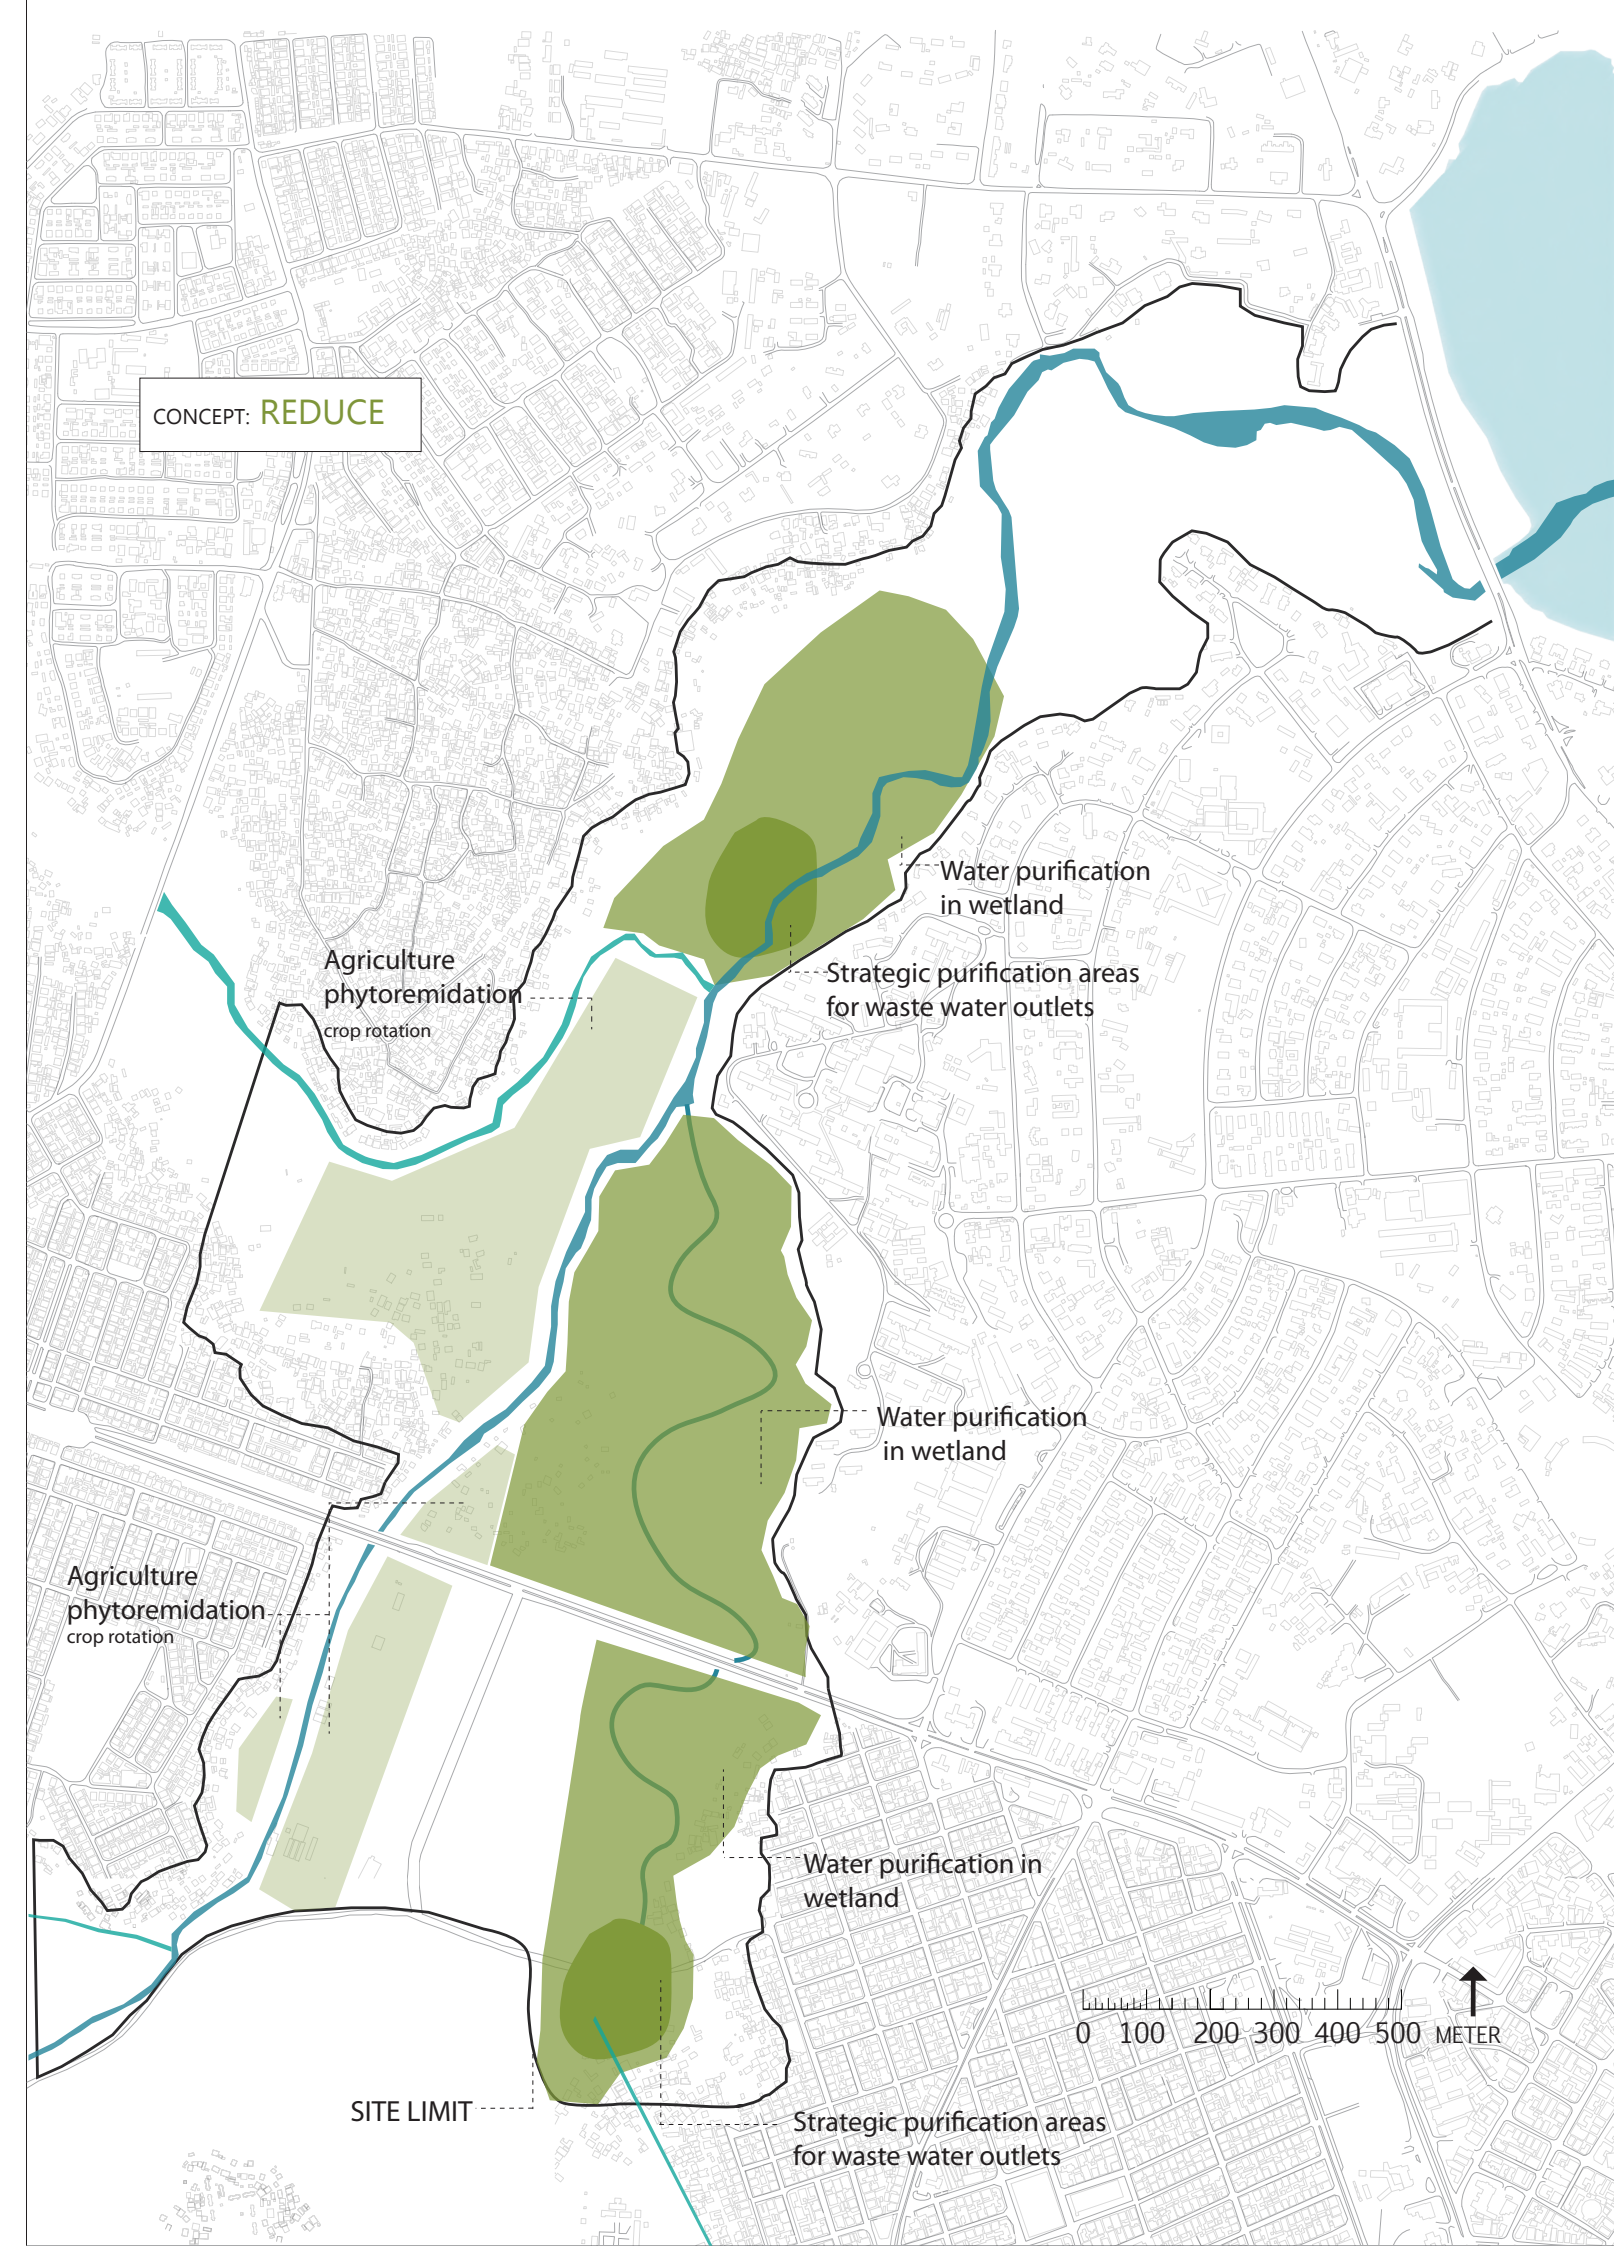 CONCEPT: REDUCE
Water purification
in wetland
Agriculture
phytoremidation
crop rotation
Strategic purification areas
for waste water outlets
Water purification
in wetland
Agriculture
phytoremidation
crop rotation
Water purification in
wetland
0 100 200 300 400 500 METER
SITE LIMIT
Strategic purification areas
for waste water outlets